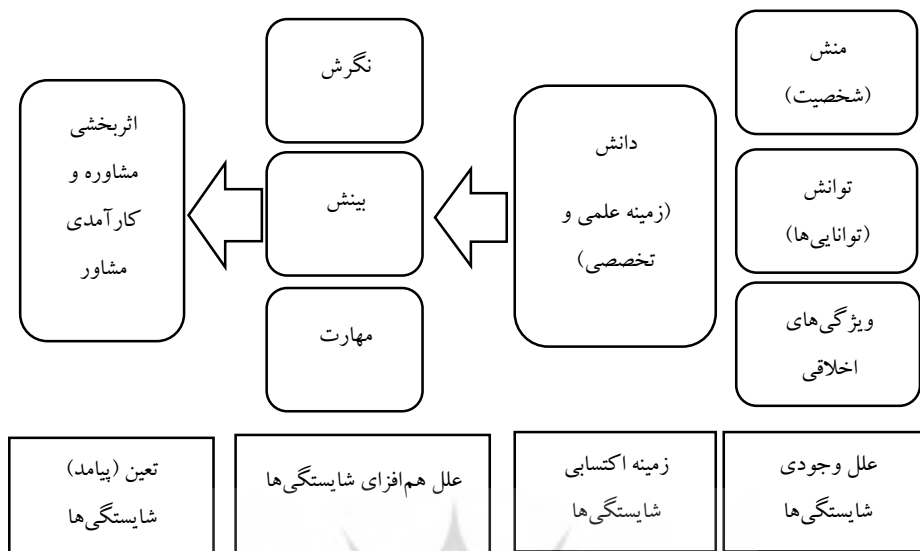 منش
(شخصیت)
توانش
(توانایی‌ها)
ویژگی‌های
اخلاقی
دانش
(زمینه علمی و
تخصصی)
نگرش
بینش
مهارت
اثربخشی
مشاوره و
کارآمدی
مشاور
علل وجودی
شایستگی‌ها
زمینه اکتسابی
شایستگی‌ها
علل هم‌افزای شایستگی‌ها
تعین (پیامد)
شایستگی‌ها